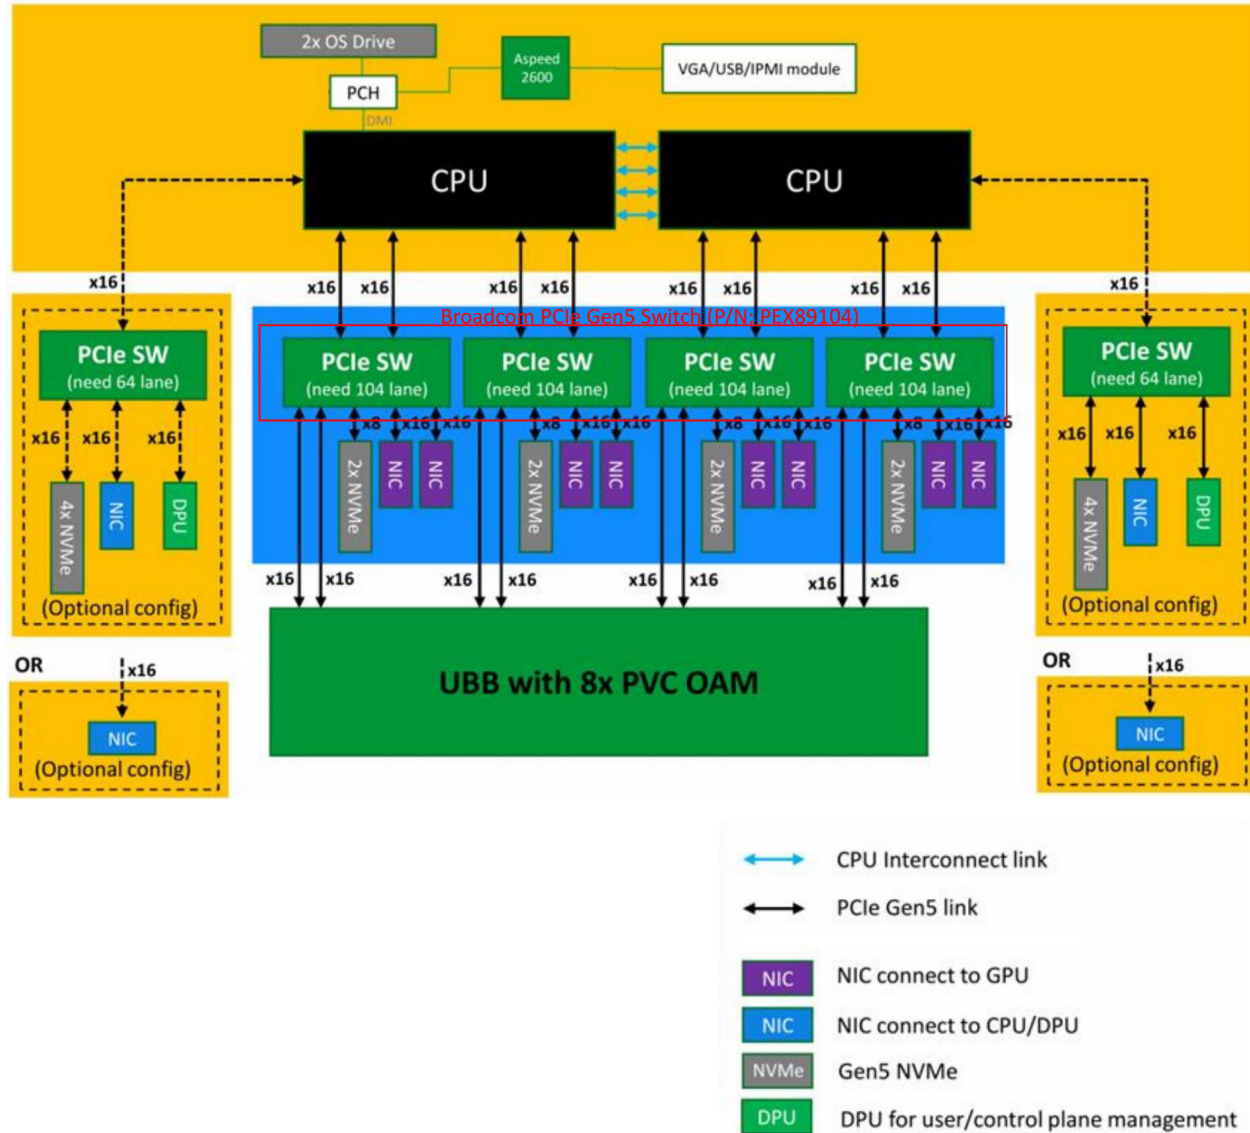 2x OS Drive
Aspeed
2600
VGA/USB/IPMI module
PCH
DMI
CPU
CPU
x16
x16
x16
x16
x16
x16
x16
x16
x16
x16
Broadcom PCIe Gen5 Switch (P/N: PEX89104)
PCIe SW
(need 64 lane)
PCIe SW
(need 104 lane)
PCIe SW
(need 104 lane)
PCIe SW
(need 104 lane)
PCIe SW
(need 104 lane)
PCIe SW
(need 64 lane)
x16
x16
x16
x8
x16
x16
x8
x16
x16
x8
x16
x16
x8
x16
x16
x16
x16
x16
4x NVMe
NIC
DPU
2x NVMe
NIC
NIC
2x NVMe
NIC
NIC
2x NVMe
NIC
NIC
2x NVMe
NIC
NIC
4x NVMe
NIC
DPU
(Optional config)
(Optional config)
x16
x16
x16
x16
x16
x16
x16
x16
OR
x16
NIC
(Optional config)
UBB with 8x PVC OAM
OR
x16
NIC
(Optional config)
CPU Interconnect link
PCIe Gen5 link
NIC
NIC connect to GPU
NIC
NIC connect to CPU/DPU
NVMe
Gen5 NVMe
DPU
DPU for user/control plane management